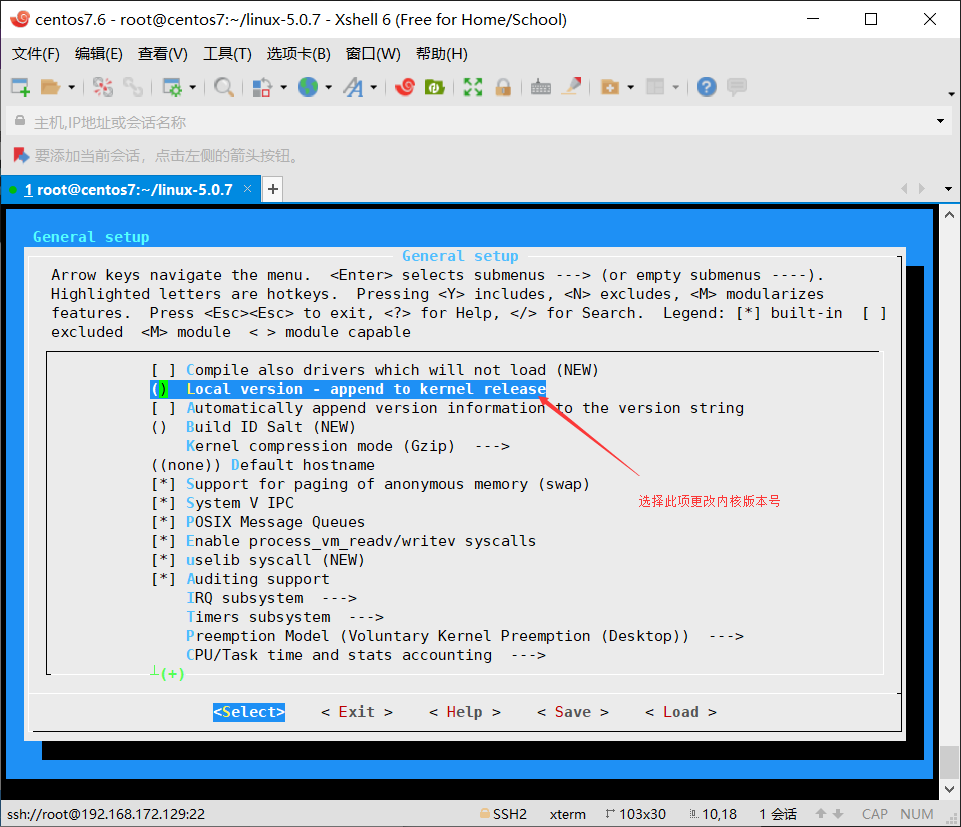 centos7.6 - root@centos7:~/linux-5.0.7 - Xshell 6 (Free for Home/School)
文件(F) 编辑(E) 查看(V) 工具(T) 选项卡(B) 窗口(W) 帮助(H)
主机,IP地址或会话名称
要添加当前会话，点击左侧的箭头按钮。
1 root@centos7:~/linux-5.0.7 × +
General setup
General setup
Arrow keys navigate the menu.  <Enter> selects submenus ---> (or empty submenus ----).
Highlighted letters are hotkeys.  Pressing <Y> includes, <N> excludes, <M> modularizes
features.  Press <Esc><Esc> to exit, <?> for Help, </> for Search.  Legend: [*] built-in  [ ]
excluded  <M> module  < > module capable
[ ] Compile also drivers which will not load (NEW)
()  Local version - append to kernel release
[ ] Automatically append version information to the version string
()  Build ID Salt (NEW)
Kernel compression mode (Gzip)  --->
((none)) Default hostname
[*] Support for paging of anonymous memory (swap)
[*] System V IPC
选择此项更改内核版本号
[*] POSIX Message Queues
[*] Enable process_vm_readv/writev syscalls
[*] uselib syscall (NEW)
[*] Auditing support
IRQ subsystem  --->
Timers subsystem  --->
Preemption Model (Voluntary Kernel Preemption (Desktop))  --->
CPU/Task time and stats accounting  --->
┴(+)
<Select>    < Exit >    < Help >    < Save >    < Load >
ssh://root@192.168.172.129:22 SSH2 xterm 103x30 10,18 1 会话 CAP NUM